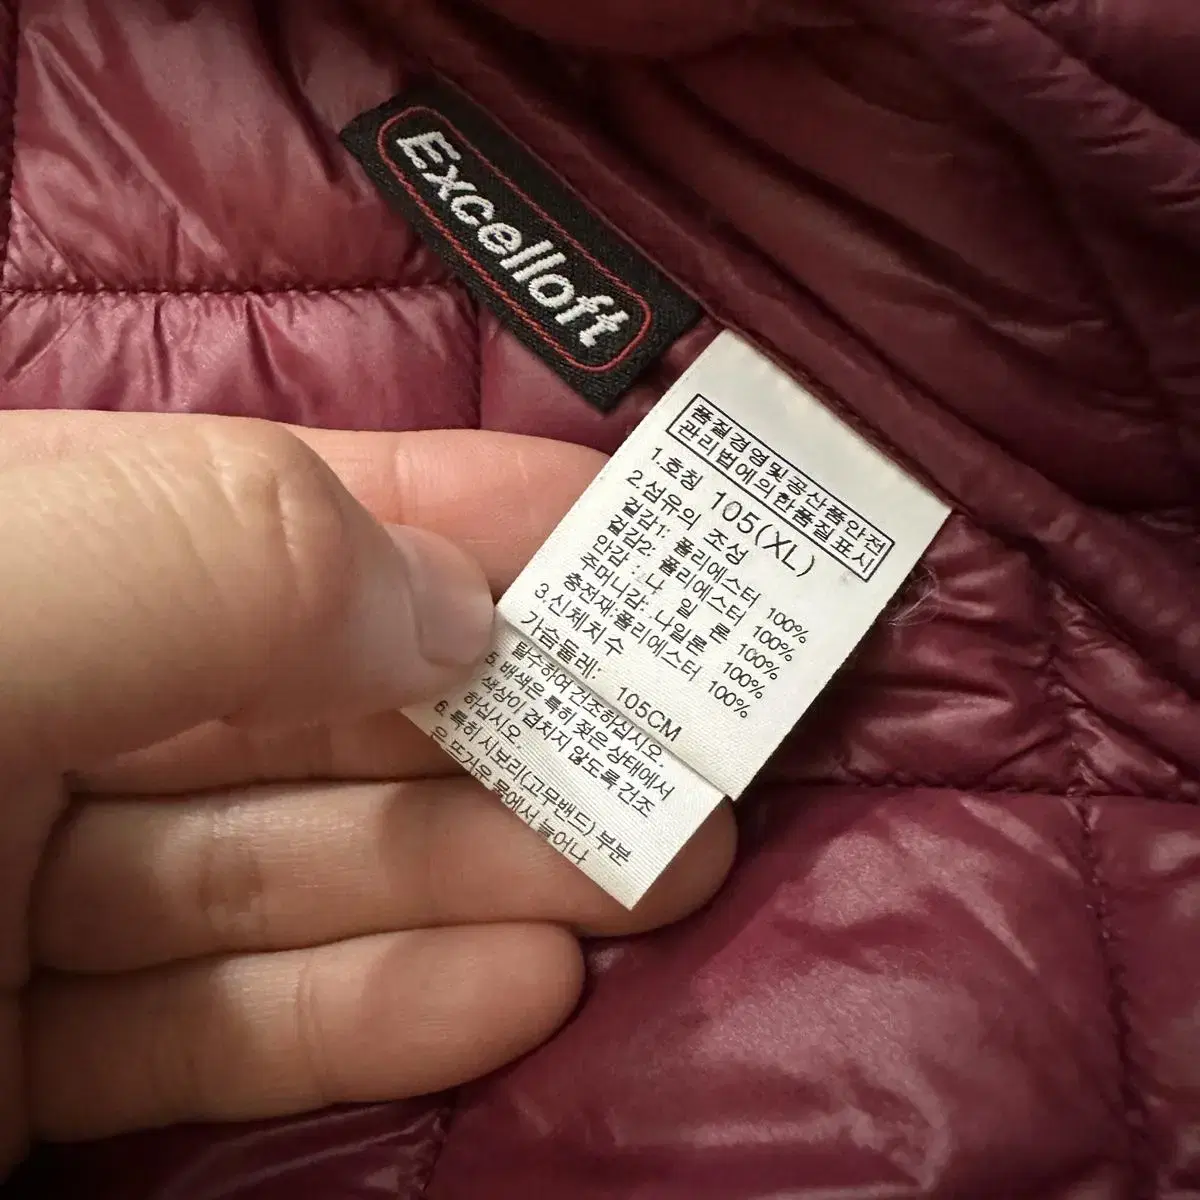 Excelloft
품질경영및공산품안전
관리법에의한품질표시
1.호칭 105(XL)
2.섬유의 조성
겉감1: 폴리에스터 100%
겉감2: 폴리에스터 100%
안감 : 나 일 론 100%
주머니감: 나일론 100%
충전재:폴리에스터 100%
3.신체치수
가슴둘레: 105CM
탈수하여 건조하십시오.
5. 배색은 특히 젖은 상태에서
색상이 겹치지 않도록 건조
하십시오.
6. 특히 시보리(고무밴드) 부분
은 뜨거운 물에서 늘어나